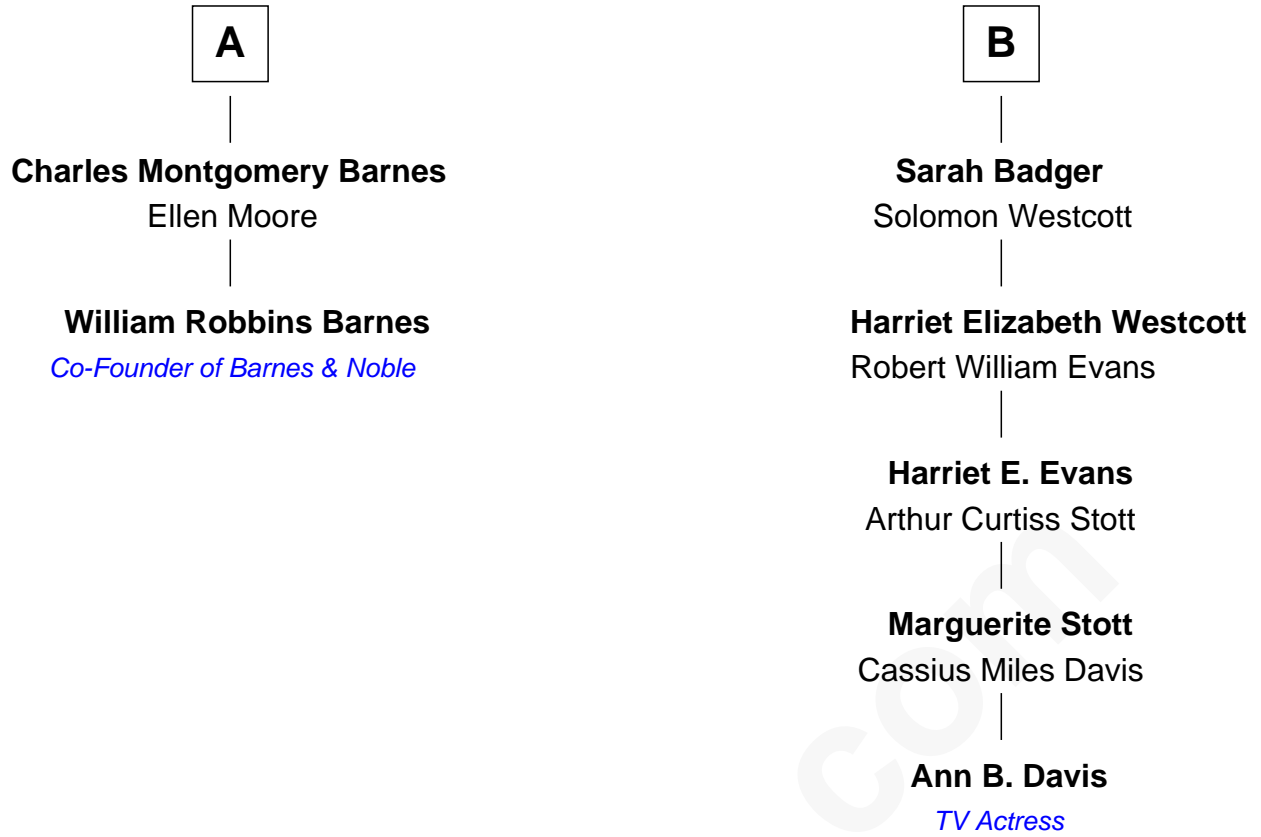 A
Charles Montgomery Barnes
Ellen Moore
William Robbins Barnes
Co-Founder of Barnes & Noble
B
Sarah Badger
Solomon Westcott
Harriet Elizabeth Westcott
Robert William Evans
Harriet E. Evans
Arthur Curtiss Stott
Marguerite Stott
Cassius Miles Davis
Ann B. Davis
TV Actress
com